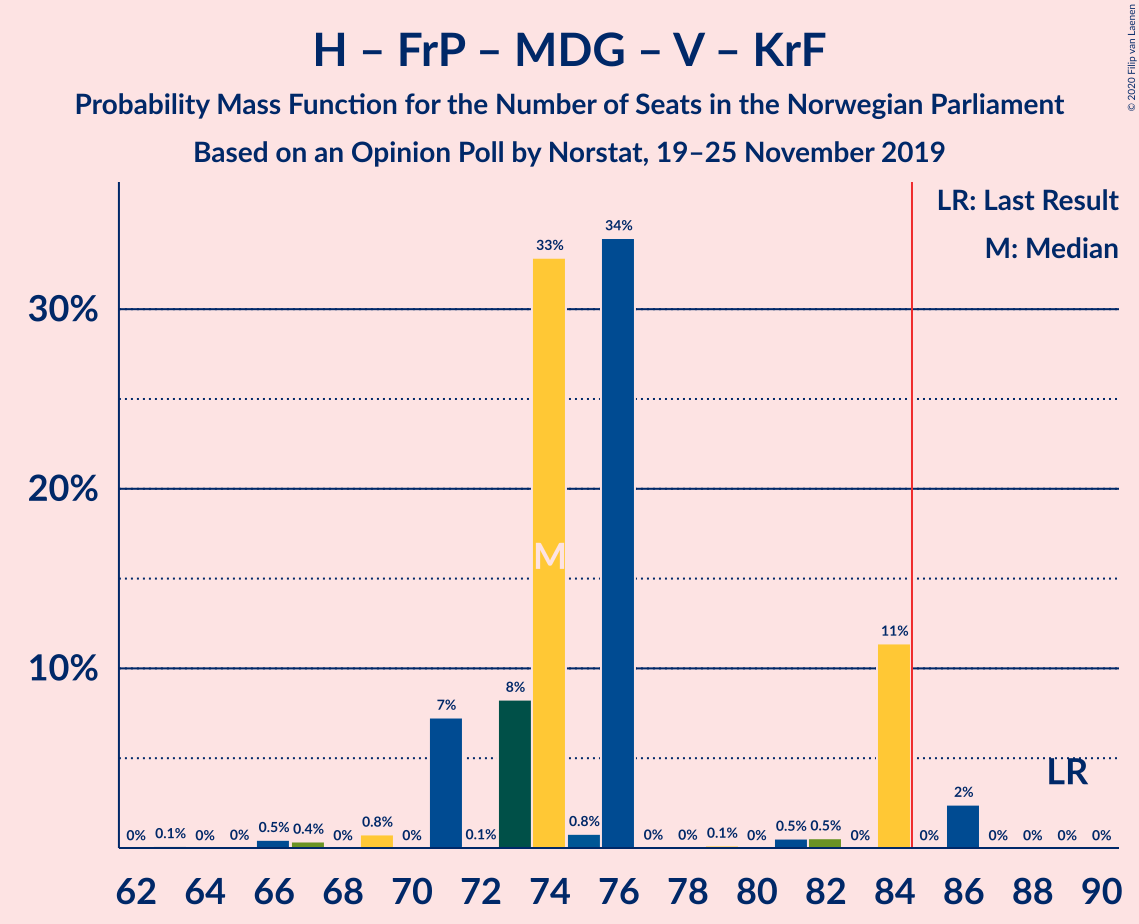 H – FrP – MDG – V – KrF
Probability Mass Function for the Number of Seats in the Norwegian Parliament
Based on an Opinion Poll by Norstat, 19–25 November 2019
© 2020 Filip van Laenen
LR: Last Result
M: Median
30%
20%
10%
0% 0.1% 0% 0% 0.5% 0.4% 0% 0.8% 0% 7% 0.1% 8% 33% 0.8% 34% 0% 0% 0.1% 0% 0.5% 0.5% 0% 11% 0% 2% 0% 0% 0% 0%
M
LR
62 64 66 68 70 72 74 76 78 80 82 84 86 88 90